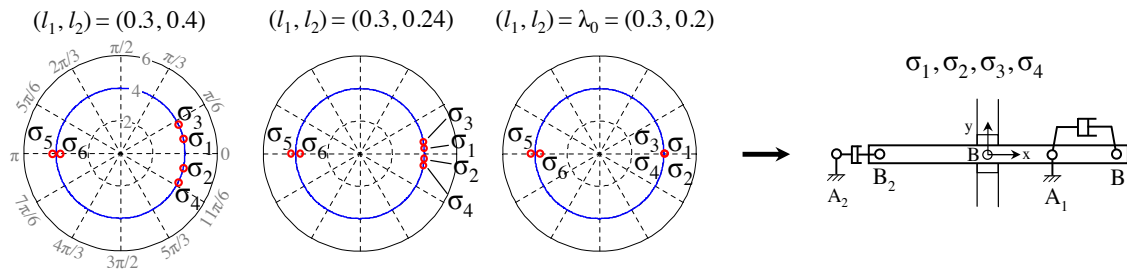 (l₁, l₂) = (0.3, 0.4)
π/2
2π/3
6
5π/6
π/6
4
2
σ₃
σ₁
σ₅
σ₆
π
0
σ₂
σ₄
7π/6
11π/6
4π/3
5π/3
3π/2
(l₁, l₂) = (0.3, 0.24)
σ₃
σ₅
σ₆
σ₁
σ₂
σ₄
(l₁, l₂) = λ₀ = (0.3, 0.2)
σ₅
σ₆
σ₃
σ₁
σ₄
σ₂
σ₁, σ₂, σ₃, σ₄
y
B
x
B₂
B
A₂
A₁